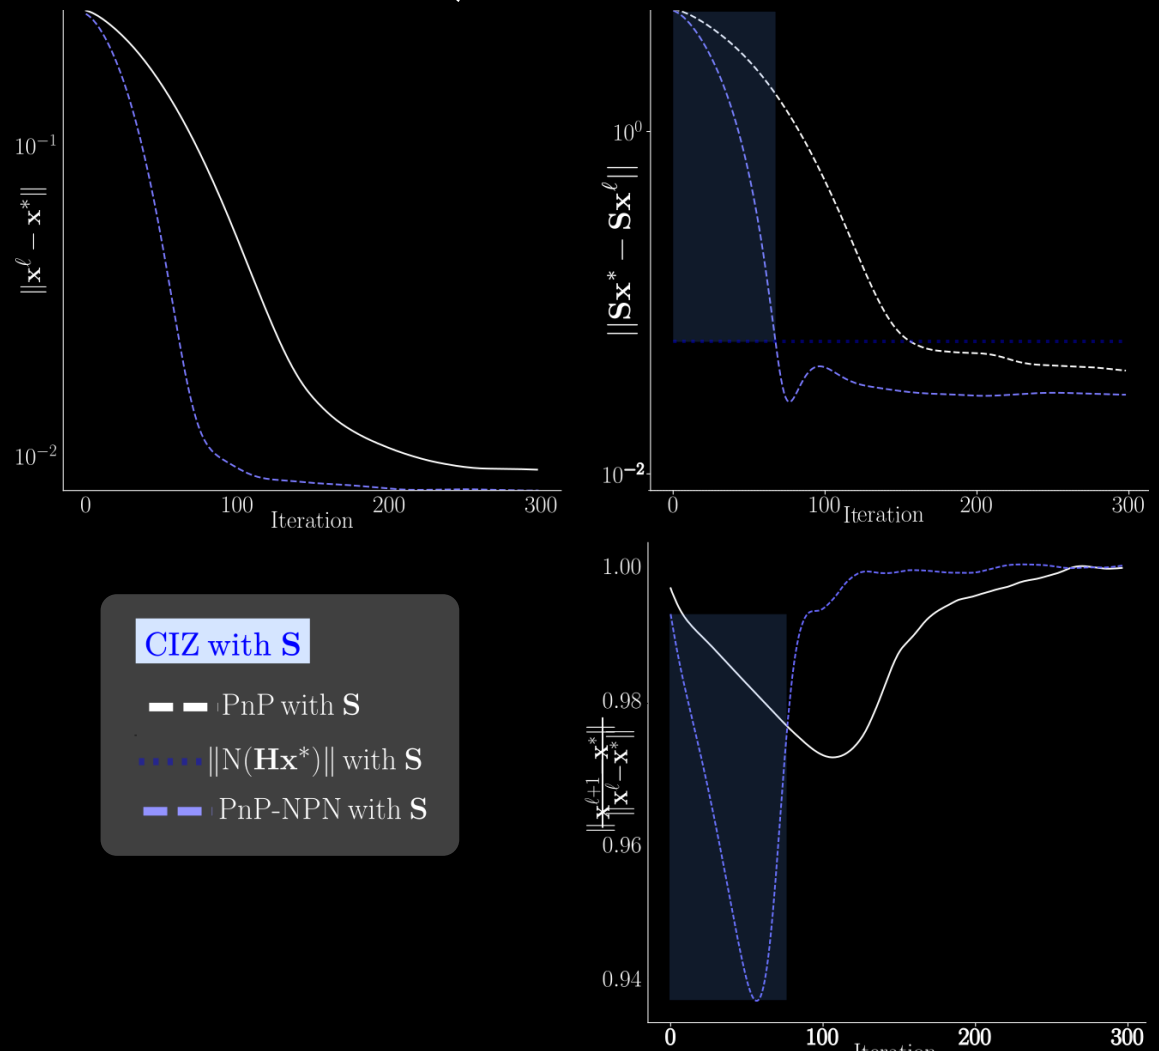 10^{-1}
‖x^ℓ − x*‖
10^{-2}
0 100 200 300
Iteration
10^0
‖Sx* − Sx^ℓ‖
10^{-2}
0 100 200 300
Iteration
CIZ with S
PnP with S
‖N(Hx*)‖ with S
PnP-NPN with S
1.00
0.98
‖x^{ℓ+1} − x*‖
‖x^ℓ − x*‖
0.96
0.94
0 100 200 300
Iteration